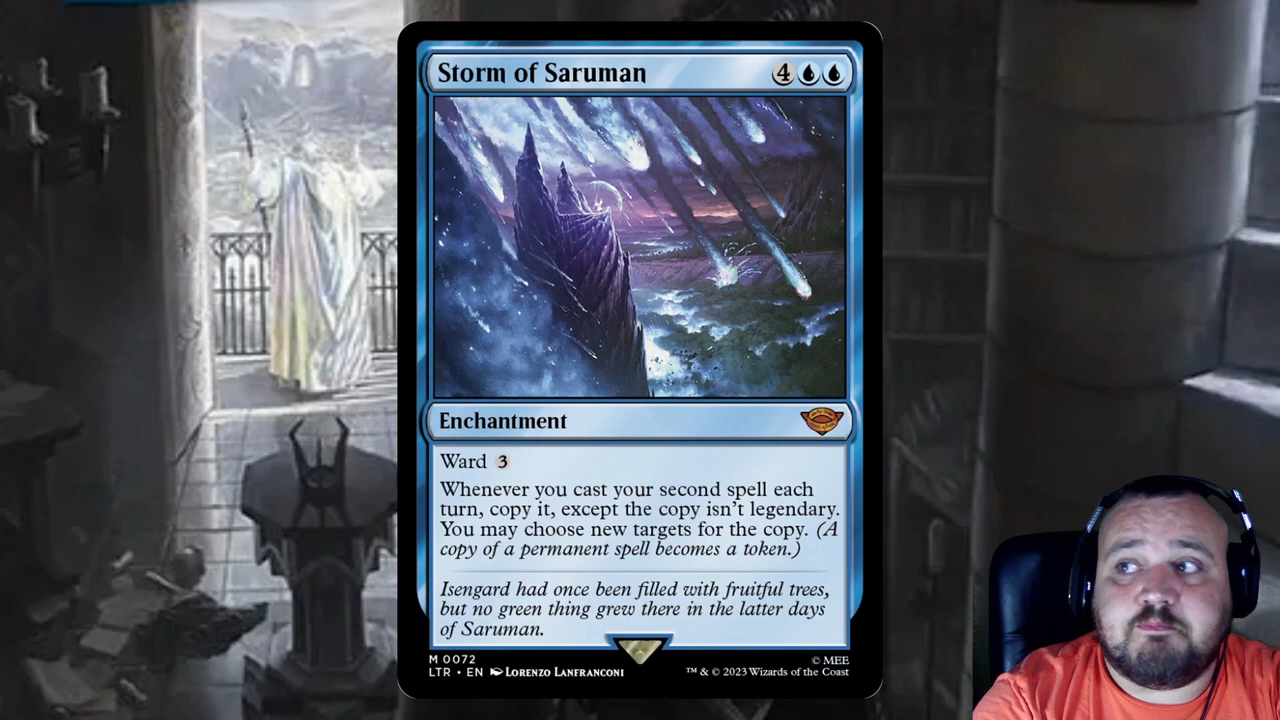 Storm of Saruman 4
Enchantment
Ward 3
Whenever you cast your second spell each
turn, copy it, except the copy isn't legendary.
You may choose new targets for the copy. (A
copy of a permanent spell becomes a token.)
Isengard had once been filled with fruitful trees,
but no green thing grew there in the latter days
of Saruman.
M 0072
© MEE
LTR • EN Lorenzo Lanfranconi
™ & © 2023 Wizards of the Coast